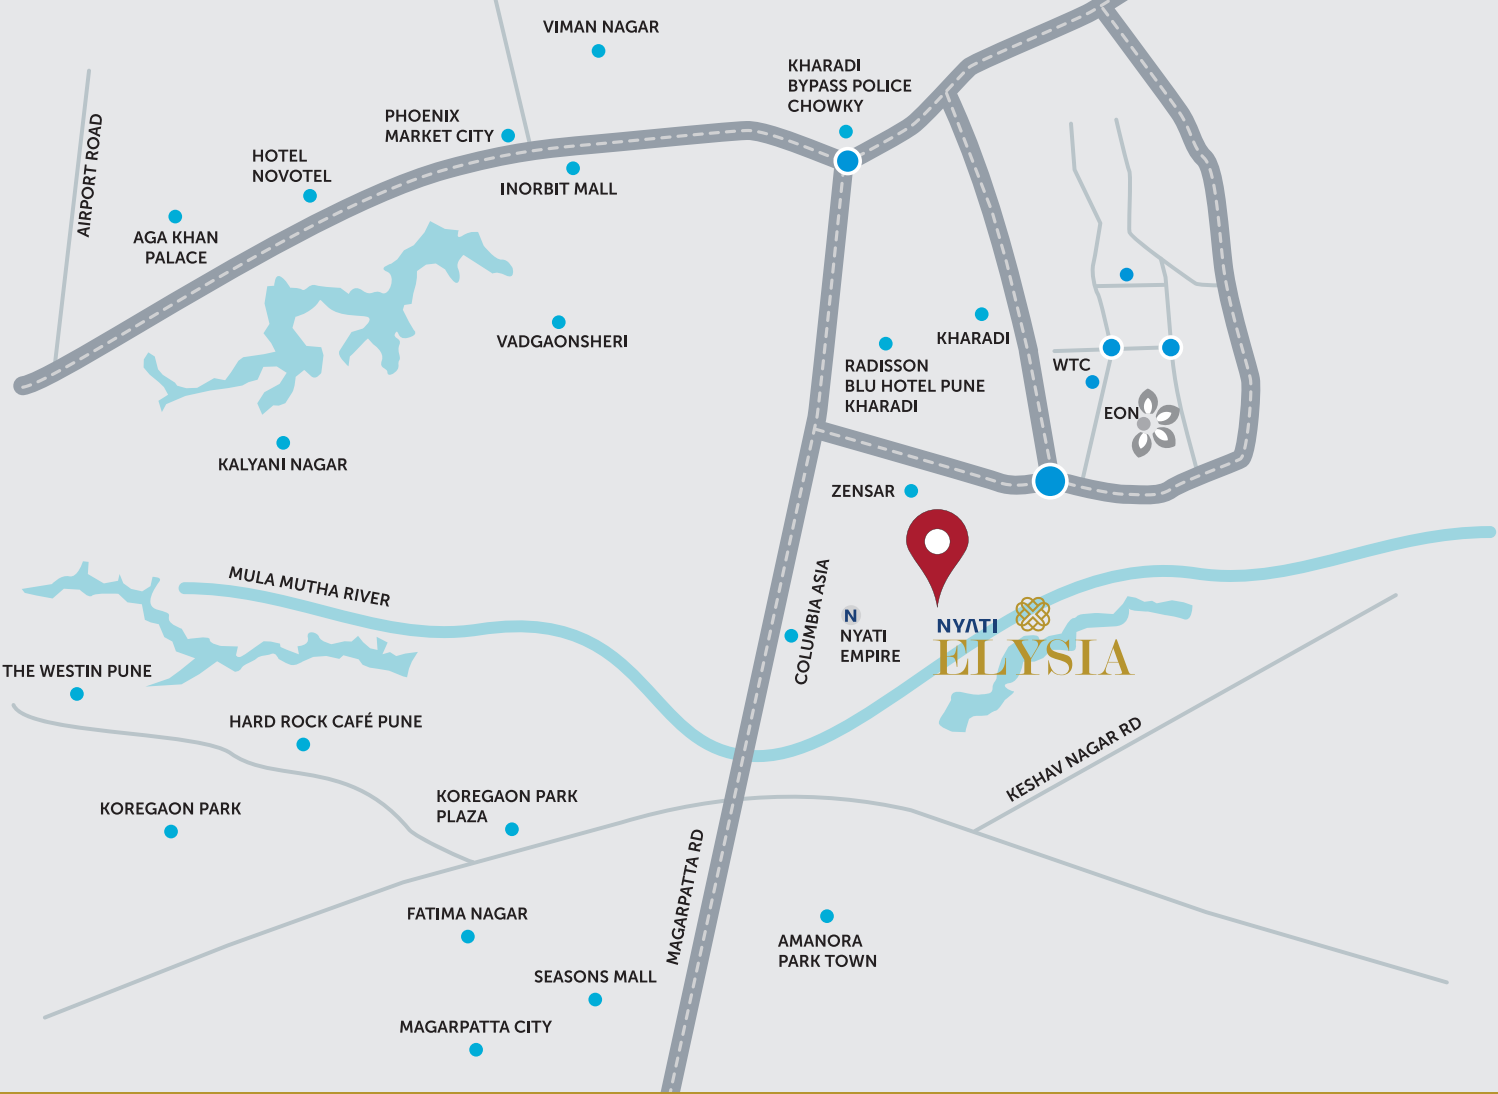 VIMAN NAGAR
KHARADI
BYPASS POLICE
CHOWKY
PHOENIX
MARKET CITY
AIRPORT ROAD
HOTEL
NOVOTEL
INORBIT MALL
AGA KHAN
PALACE
VADGAONSHERI
KHARADI
RADISSON
BLU HOTEL PUNE
KHARADI
WTC
EON
KALYANI NAGAR
ZENSAR
MULA MUTHA RIVER
COLUMBIA ASIA
N
NYATI
EMPIRE
NYATI
ELYSIA
THE WESTIN PUNE
HARD ROCK CAFÉ PUNE
KESHAV NAGAR RD
KOREGAON PARK
KOREGAON PARK
PLAZA
MAGARPATTA RD
FATIMA NAGAR
AMANORA
PARK TOWN
SEASONS MALL
MAGARPATTA CITY